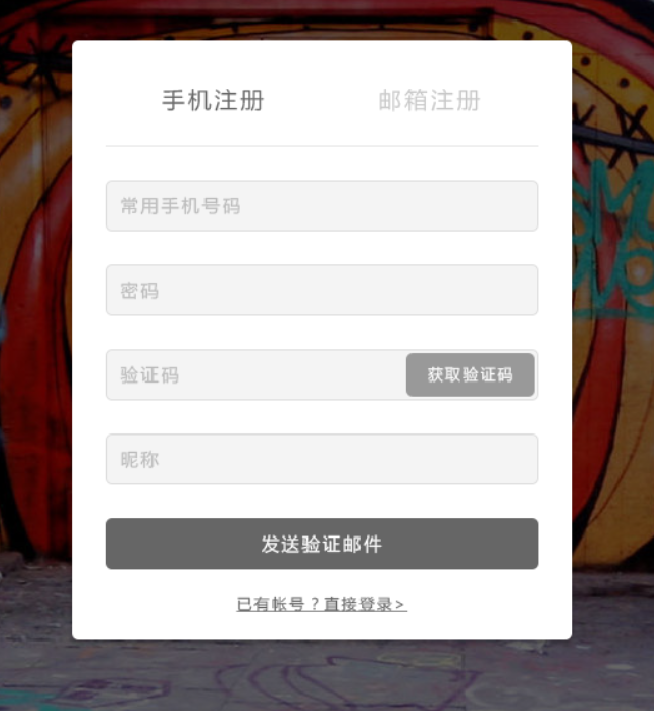 手机注册 邮箱注册
常用手机号码
密码
验证码 获取验证码
昵称
发送验证邮件
已有帐号？直接登录>